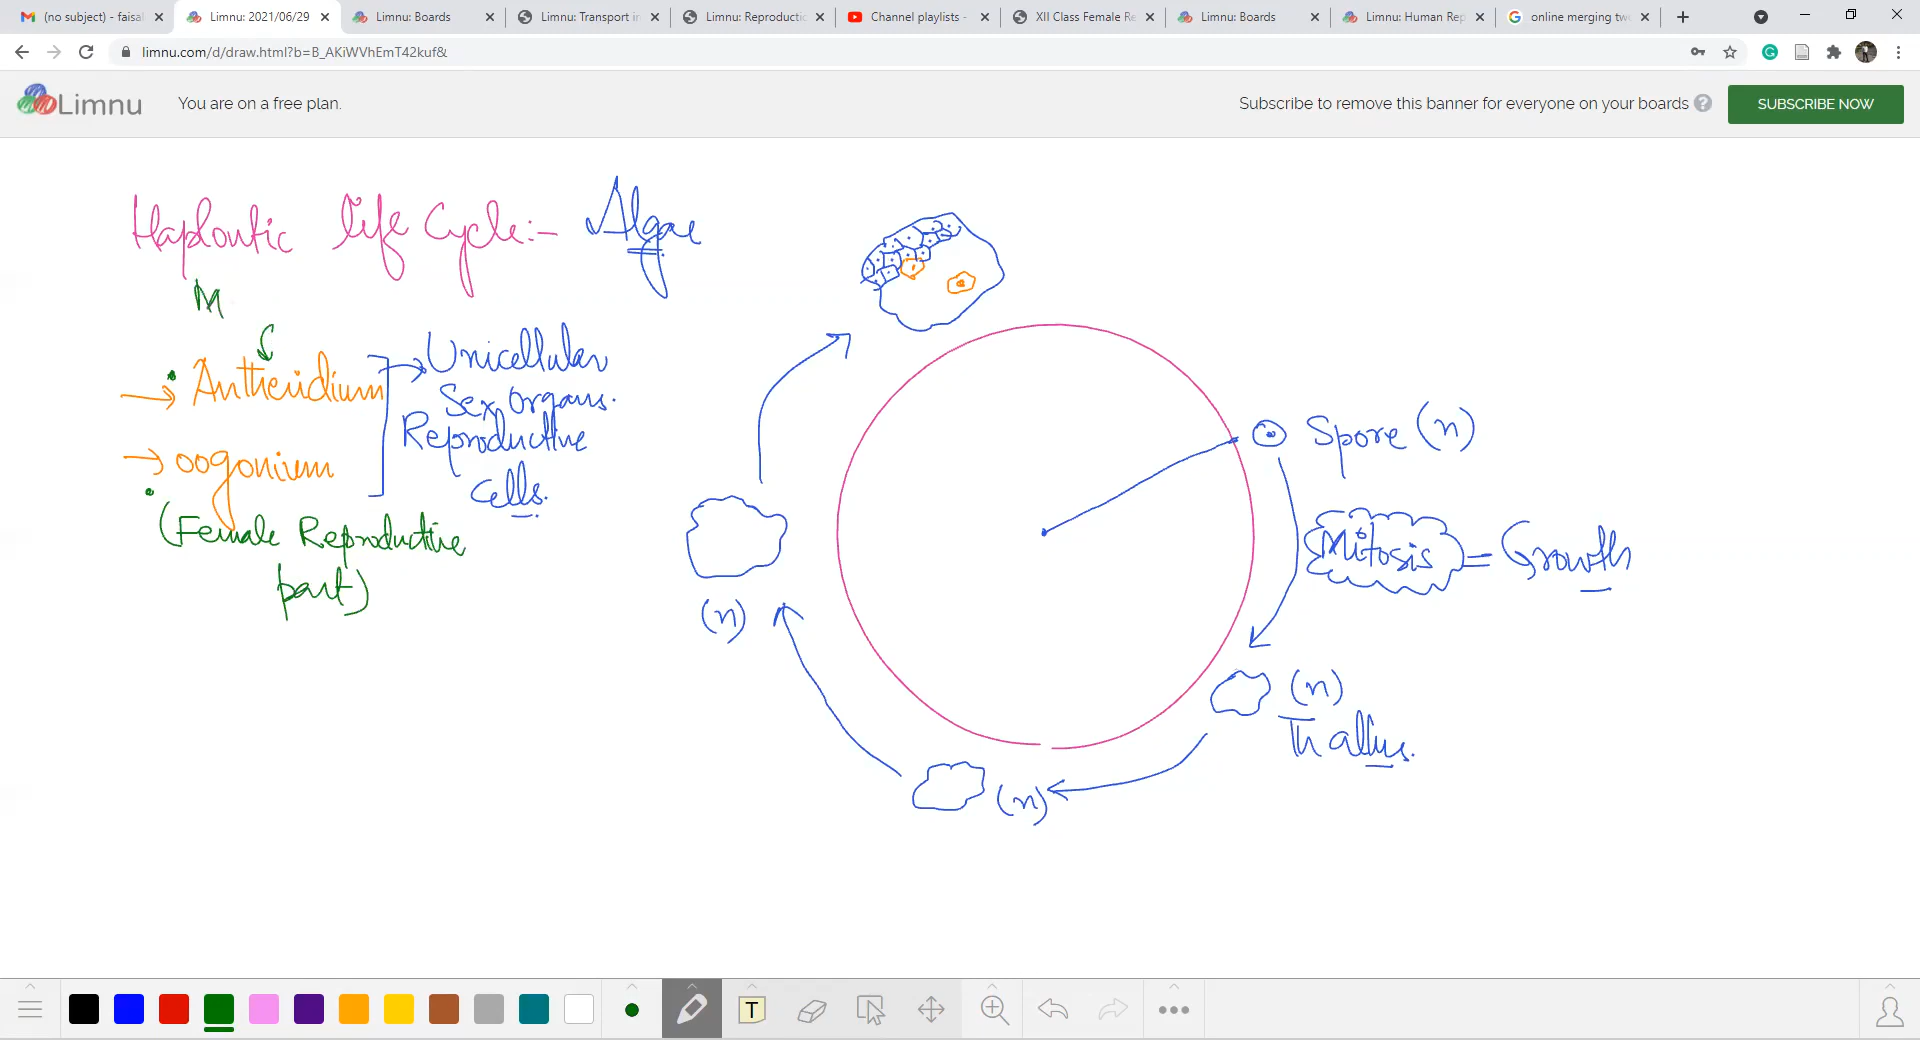 (no subject) - faisal
Limnu: 2021/06/29
Limnu: Boards
Limnu: Transport in
Limnu: Reproductio
Channel playlists -
XII Class Female Re
Limnu: Boards
Limnu: Human Rep
online merging two
limnu.com/d/draw.html?b=B_AKiWVhEmT42kuf&
Limnu
You are on a free plan.
Subscribe to remove this banner for everyone on your boards
SUBSCRIBE NOW
Haplontic life Cycle:- Algae
M
Antheridium
Unicellular
Sex Organs.
Reproductive
Cells.
oogonium
(Female Reproductive
part)
Spore (n)
Mitosis = Growth
(n)
Thallus.
(n)
(n)
T